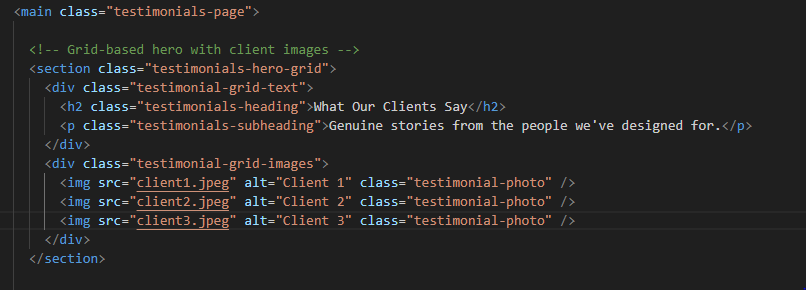 <main class="testimonials-page">
<!-- Grid-based hero with client images -->
<section class="testimonials-hero-grid">
<div class="testimonial-grid-text">
<h2 class="testimonials-heading">What Our Clients Say</h2>
<p class="testimonials-subheading">Genuine stories from the people we've designed for.</p>
</div>
<div class="testimonial-grid-images">
<img src="client1.jpeg" alt="Client 1" class="testimonial-photo" />
<img src="client2.jpeg" alt="Client 2" class="testimonial-photo" />
<img src="client3.jpeg" alt="Client 3" class="testimonial-photo" />
</div>
</section>